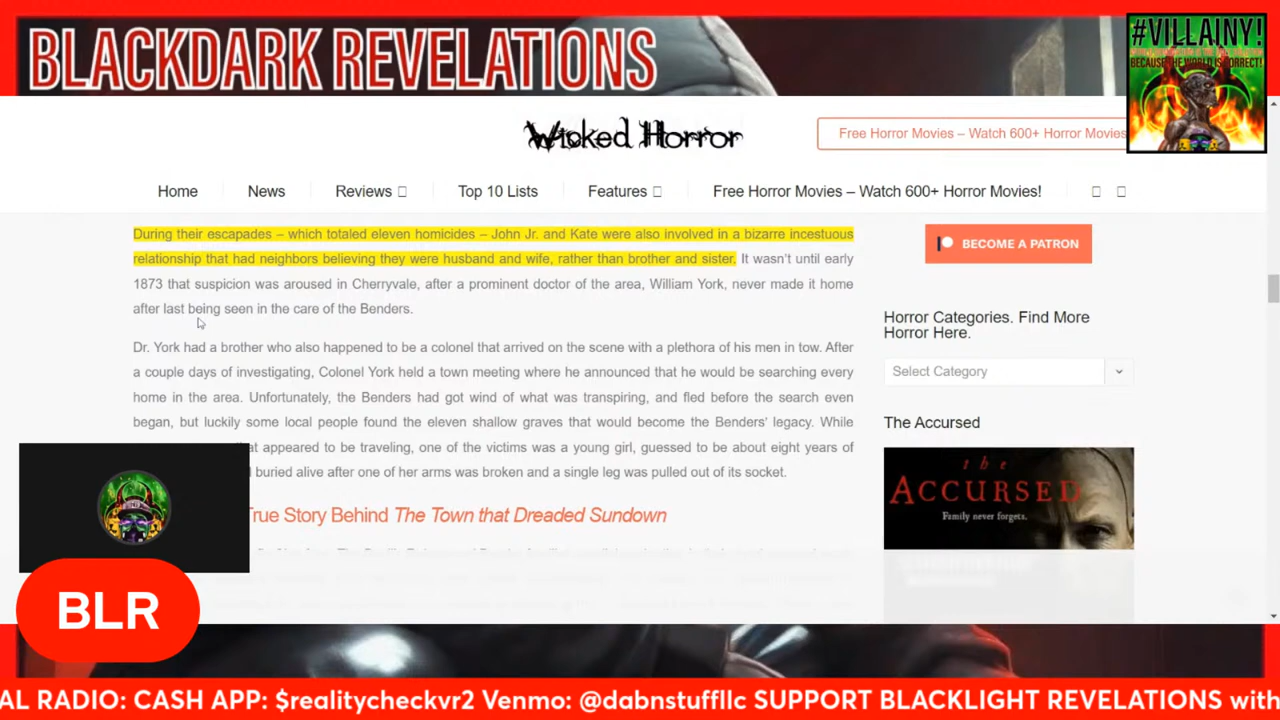 BLACKDARK REVELATIONS
#VILLAINY!
BECAUSE THE WORLD IS CORRECT!
Wicked Horror
Free Horror Movies – Watch 600+ Horror Movies
Home
News
Reviews
Top 10 Lists
Features
Free Horror Movies – Watch 600+ Horror Movies!
During their escapades – which totaled eleven homicides – John Jr. and Kate were also involved in a bizarre incestuous
relationship that had neighbors believing they were husband and wife, rather than brother and sister. It wasn't until early
1873 that suspicion was aroused in Cherryvale, after a prominent doctor of the area, William York, never made it home
after last being seen in the care of the Benders.
Dr. York had a brother who also happened to be a colonel that arrived on the scene with a plethora of his men in tow. After
a couple days of investigating, Colonel York held a town meeting where he announced that he would be searching every
home in the area. Unfortunately, the Benders had got wind of what was transpiring, and fled before the search even
began, but luckily some local people found the eleven shallow graves that would become the Benders' legacy. While
appeared to be traveling, one of the victims was a young girl, guessed to be about eight years of
buried alive after one of her arms was broken and a single leg was pulled out of its socket.
True Story Behind The Town that Dreaded Sundown
BECOME A PATRON
Horror Categories. Find More
Horror Here.
Select Category
The Accursed
the
ACCURSED
Family never forgets.
BLR
AL RADIO: CASH APP: $realitycheckvr2 Venmo: @dabnstuffllc SUPPORT BLACKLIGHT REVELATIONS with